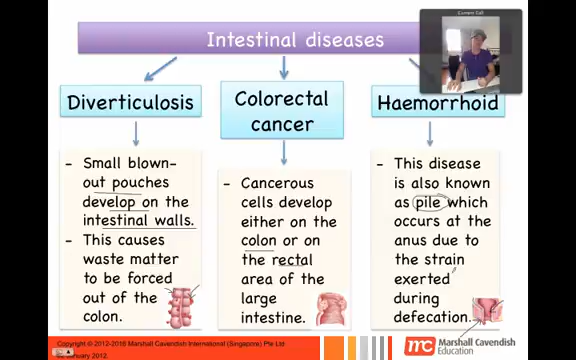 Current Call
Intestinal diseases
Diverticulosis
Colorectal
cancer
Haemorrhoid
- Small blown-
out pouches
develop on the
intestinal walls.
- This causes
waste matter
to be forced
out of the
colon.
- Cancerous
cells develop
either on the
colon or on
the rectal
area of the
large
intestine.
- This disease
is also known
as pile which
occurs at the
anus due to
the strain
exerted
during
defecation.
Copyright © 2012-2016 Marshall Cavendish International (Singapore) Pte Ltd
January 2012.
mc
Marshall Cavendish
Education